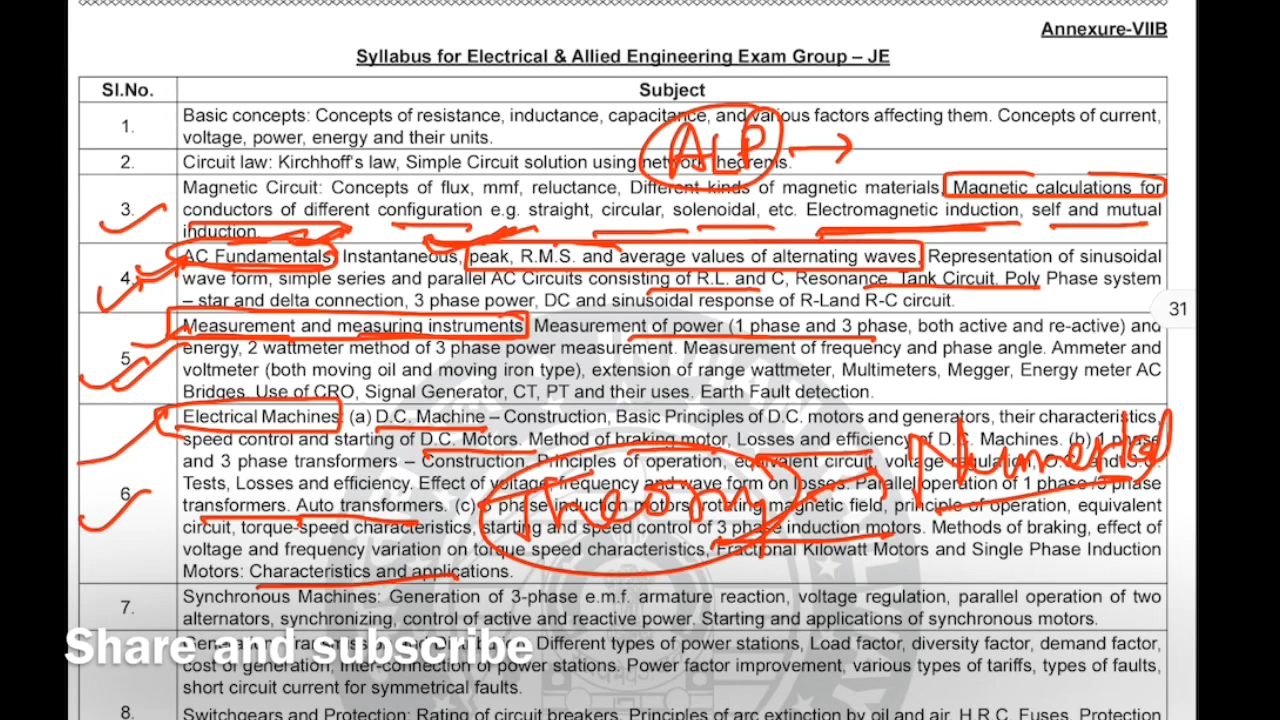 Annexure-VIIB
Syllabus for Electrical & Allied Engineering Exam Group – JE
Sl.No. Subject
1. Basic concepts: Concepts of resistance, inductance, capacitance, and various factors affecting them. Concepts of current,
voltage, power, energy and their units.
ALP
2. Circuit law: Kirchhoff's law, Simple Circuit solution using network theorems.
Magnetic Circuit: Concepts of flux, mmf, reluctance, Different kinds of magnetic materials, Magnetic calculations for
3. conductors of different configuration e.g. straight, circular, solenoidal, etc. Electromagnetic induction, self and mutual
induction.
AC Fundamentals: Instantaneous, peak, R.M.S. and average values of alternating waves, Representation of sinusoidal
4. wave form, simple series and parallel AC Circuits consisting of R.L. and C, Resonance, Tank Circuit. Poly Phase system
– star and delta connection, 3 phase power, DC and sinusoidal response of R-Land R-C circuit.
31
Measurement and measuring instruments: Measurement of power (1 phase and 3 phase, both active and re-active) and
energy, 2 wattmeter method of 3 phase power measurement. Measurement of frequency and phase angle. Ammeter and
5. voltmeter (both moving oil and moving iron type), extension of range wattmeter, Multimeters, Megger, Energy meter AC
Bridges. Use of CRO, Signal Generator, CT, PT and their uses. Earth Fault detection.
Electrical Machines: (a) D.C. Machine – Construction, Basic Principles of D.C. motors and generators, their characteristics,
speed control and starting of D.C. Motors. Method of braking motor, Losses and efficiency of D.C. Machines. (b) 1 phase
and 3 phase transformers – Construction, Principles of operation, equivalent circuit, voltage regulation, O.C. and S.C.
Numerical
Tests, Losses and efficiency. Effect of voltage, frequency and wave form on losses. Parallel operation of 1 phase /3 phase
6. transformers. Auto transformers. (c) 3 phase induction motors, rotating magnetic field, principle of operation, equivalent
Theory
circuit, torque-speed characteristics, starting and speed control of 3 phase induction motors. Methods of braking, effect of
voltage and frequency variation on torque speed characteristics, Fractional Kilowatt Motors and Single Phase Induction
Motors: Characteristics and applications.
Synchronous Machines: Generation of 3-phase e.m.f. armature reaction, voltage regulation, parallel operation of two
7. alternators, synchronizing, control of active and reactive power. Starting and applications of synchronous motors.
Share and subscribe
Different types of power stations, Load factor, diversity factor, demand factor,
cost of generation, inter-connection of power stations. Power factor improvement, various types of tariffs, types of faults,
short circuit current for symmetrical faults.
8. Switchgears and Protection: Rating of circuit breakers. Principles of arc extinction by oil and air, H.R.C. Fuses, Protection